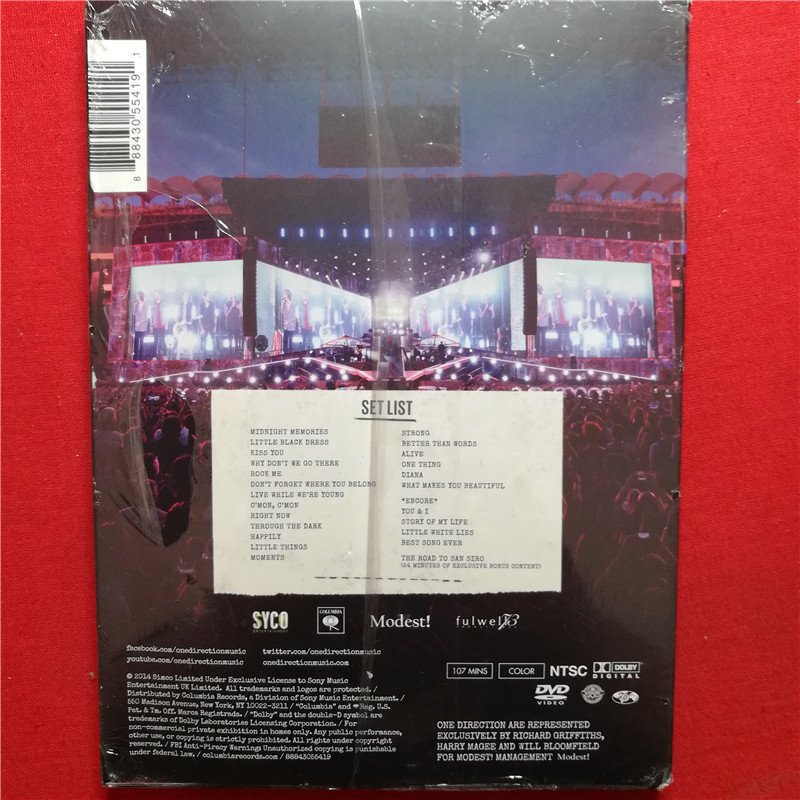 8 88430 55419 1
SET LIST
MIDNIGHT MEMORIES
LITTLE BLACK DRESS
KISS YOU
WHY DON'T WE GO THERE
ROCK ME
DON'T FORGET WHERE YOU BELONG
LIVE WHILE WE'RE YOUNG
C'MON, C'MON
RIGHT NOW
THROUGH THE DARK
HAPPILY
LITTLE THINGS
MOMENTS
STRONG
BETTER THAN WORDS
ALIVE
ONE THING
DIANA
WHAT MAKES YOU BEAUTIFUL
*ENCORE*
YOU & I
STORY OF MY LIFE
LITTLE WHITE LIES
BEST SONG EVER
THE ROAD TO SAN SIRO
(24 MINUTES OF EXCLUSIVE BONUS CONTENT)
SYCO
ENTERTAINMENT
COLUMBIA
Modest!
fulwell73
facebook.com/onedirectionmusic twitter.com/onedirectionmusic
youtube.com/onedirectionmusic onedirectionmusic.com
© 2014 Simco Limited Under Exclusive License to Sony Music
Entertainment UK Limited. All trademarks and logos are protected. /
Distributed by Columbia Records, a Division of Sony Music Entertainment. /
550 Madison Avenue, New York, NY 10022-3211 / "Columbia" and Reg. U.S.
Pat. & Tm. Off. Marca Registrada. / "Dolby" and the double-D symbol are
trademarks of Dolby Laboratories Licensing Corporation. / For
non-commercial private exhibition in homes only. Any public performance,
other use, or copying is strictly prohibited. All rights under copyright
reserved. / FBI Anti-Piracy Warning: Unauthorized copying is punishable
under federal law. / columbiarecords.com / 88843055419
107 MINS COLOR NTSC DOLBY
DIGITAL
DVD
VIDEO
ONE DIRECTION ARE REPRESENTED
EXCLUSIVELY BY RICHARD GRIFFITHS,
HARRY MAGEE AND WILL BLOOMFIELD
FOR MODEST! MANAGEMENT Modest!